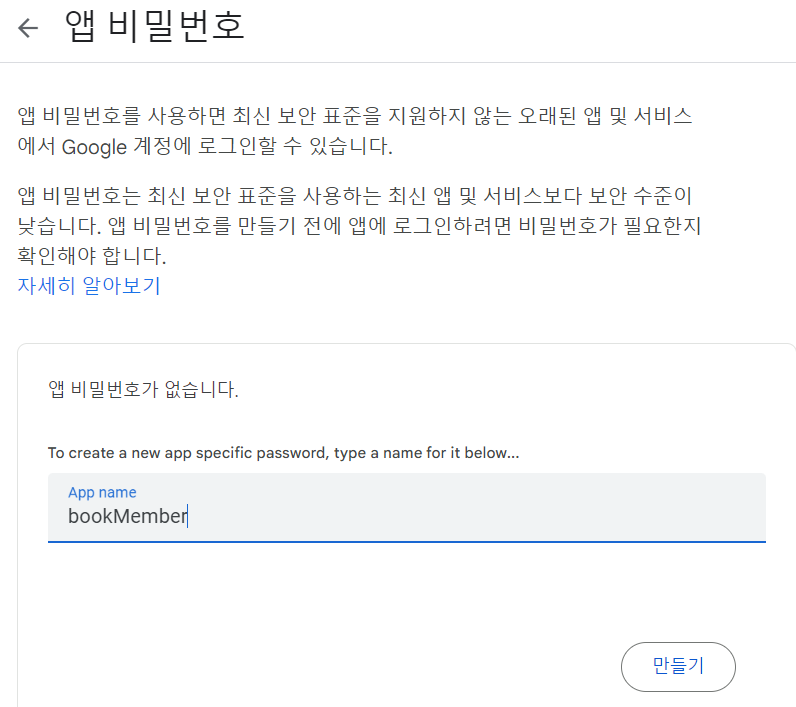 앱 비밀번호
앱 비밀번호를 사용하면 최신 보안 표준을 지원하지 않는 오래된 앱 및 서비스
에서 Google 계정에 로그인할 수 있습니다.
앱 비밀번호는 최신 보안 표준을 사용하는 최신 앱 및 서비스보다 보안 수준이
낮습니다. 앱 비밀번호를 만들기 전에 앱에 로그인하려면 비밀번호가 필요한지
확인해야 합니다.
자세히 알아보기
앱 비밀번호가 없습니다.
To create a new app specific password, type a name for it below...
App name
bookMember
만들기